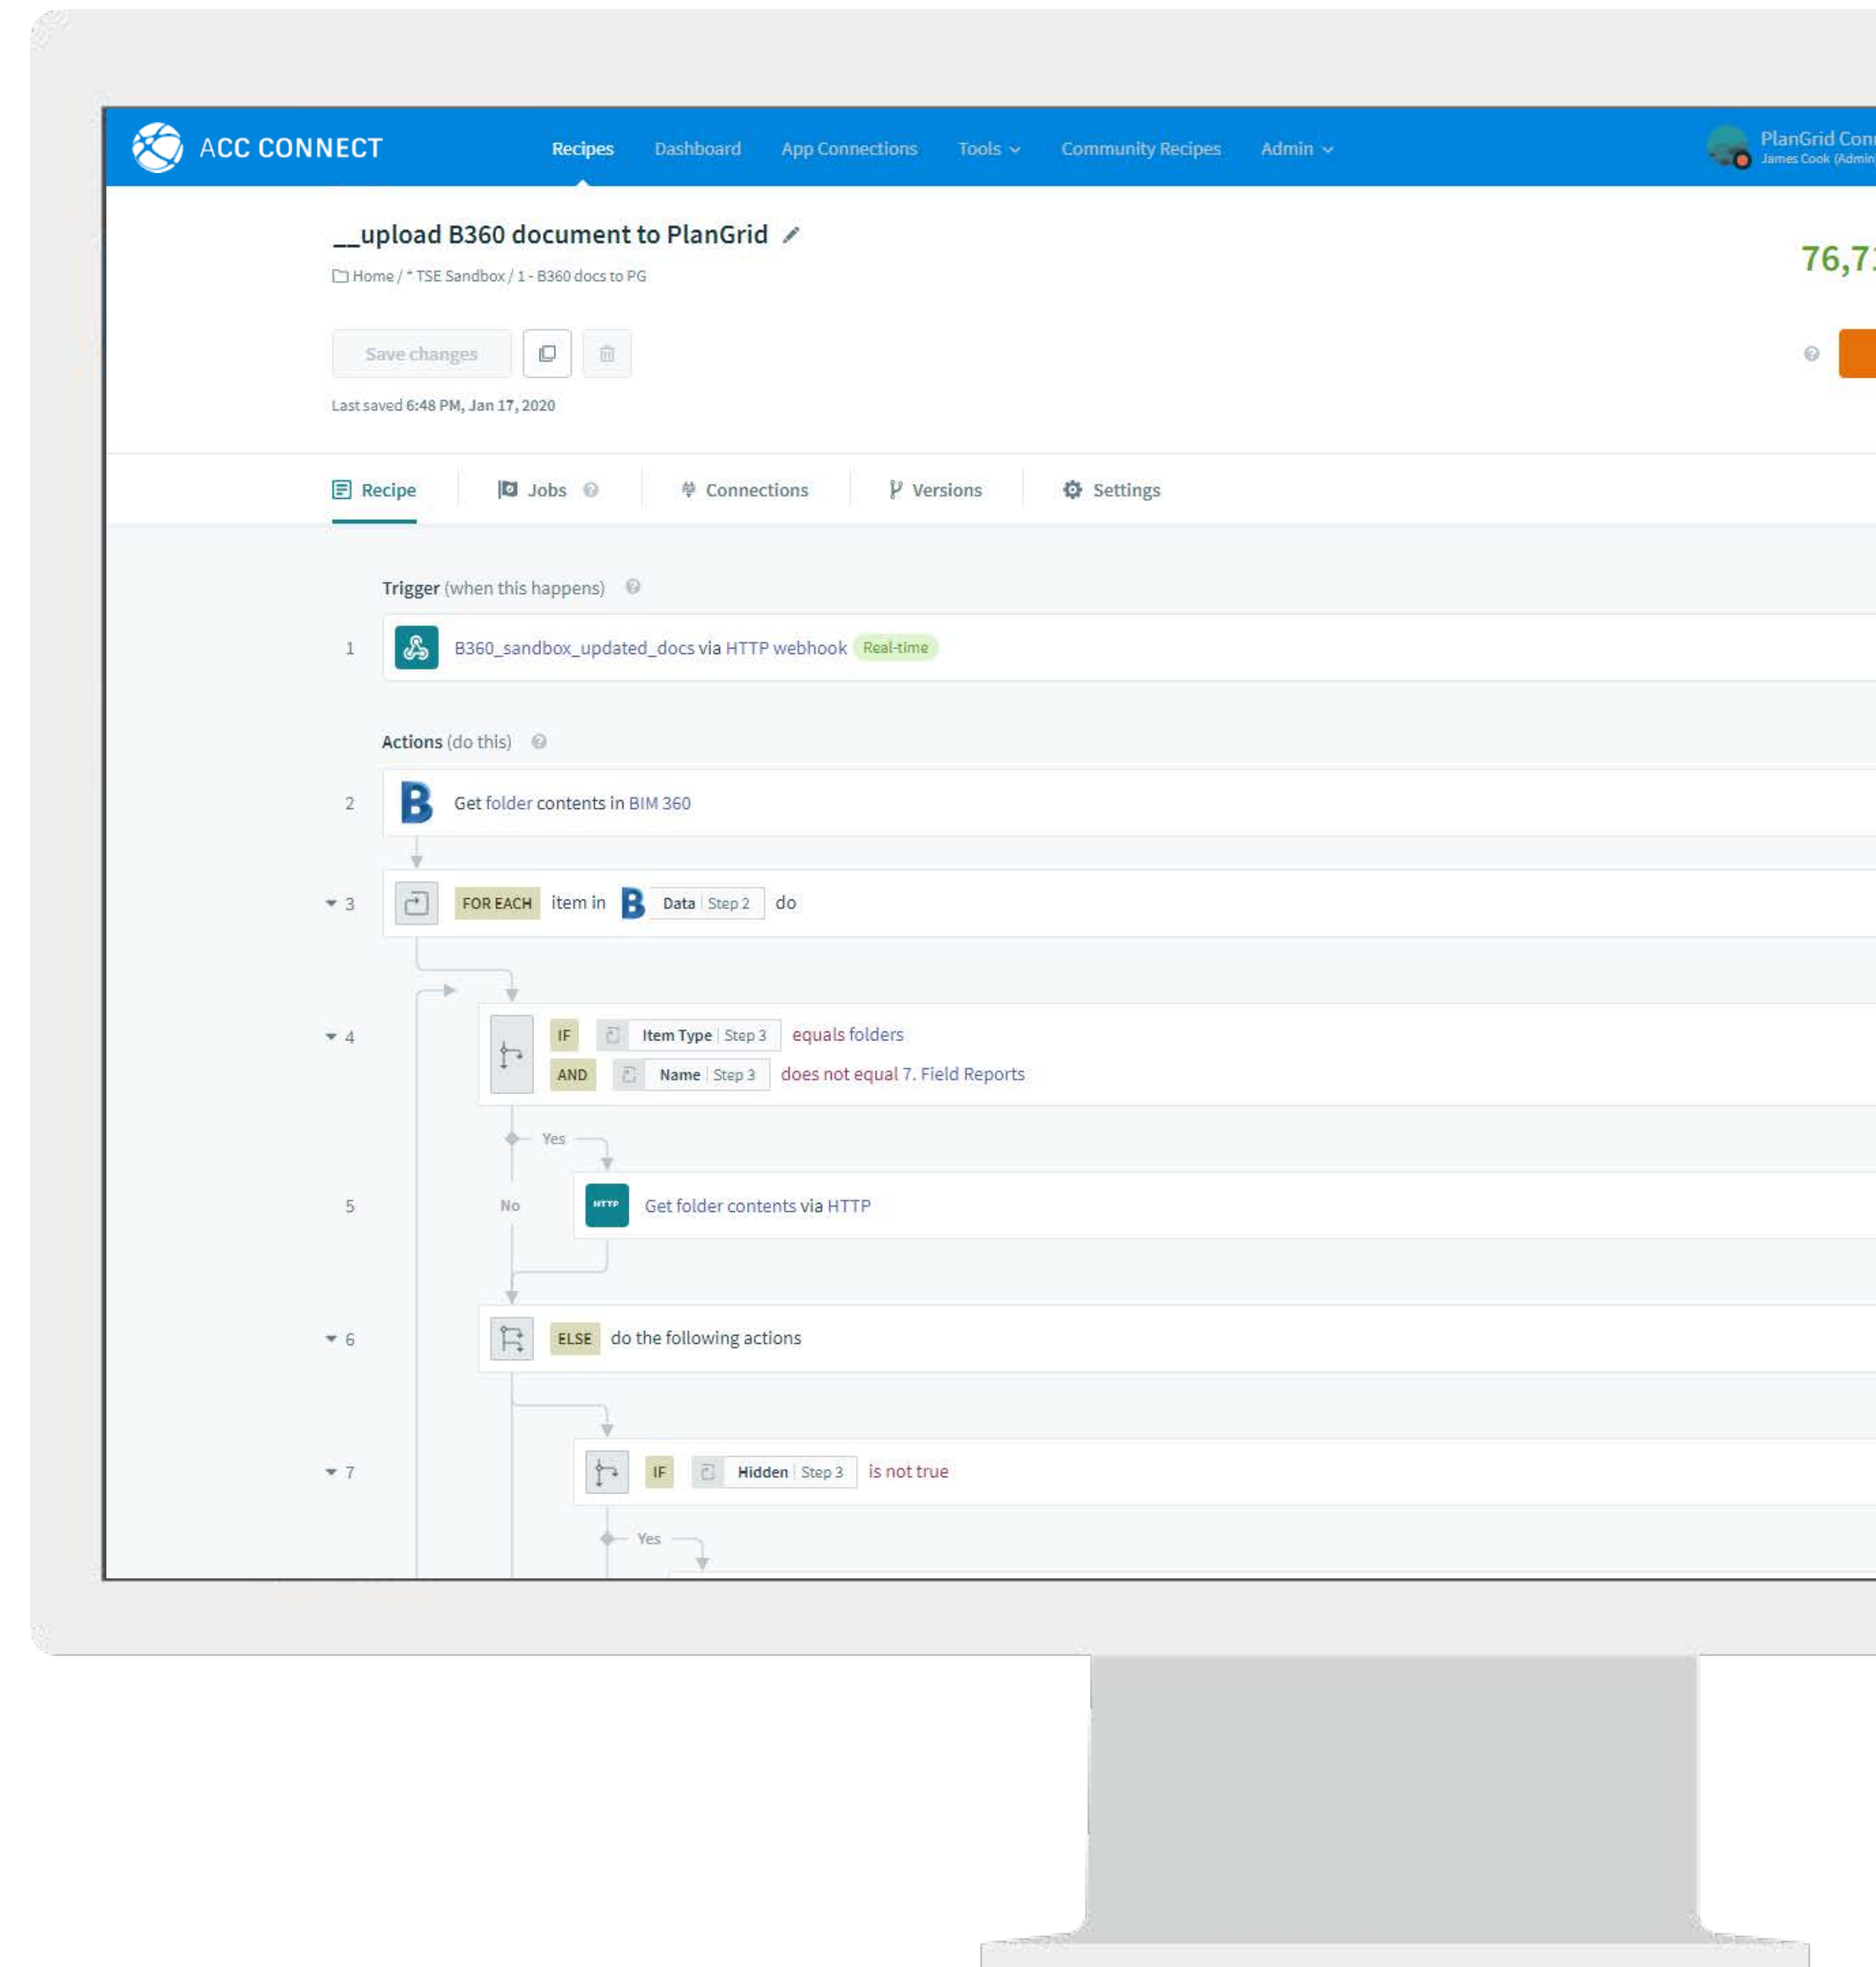 ACC CONNECT Recipes Dashboard App Connections Tools Community Recipes Admin
PlanGrid
James Cook (Admin
__upload B360 document to PlanGrid
Home / * TSE Sandbox / 1 - B360 docs to PG
Save changes
Last saved 6:48 PM, Jan 17, 2020
Recipe Jobs Connections Versions Settings
Trigger (when this happens)
1 B360_sandbox_updated_docs via HTTP webhook Real-time
Actions (do this)
2 B Get folder contents in BIM 360
3 FOR EACH item in B Data | Step 2 do
4 IF Item Type | Step 3 equals folders
AND Name | Step 3 does not equal 7. Field Reports
Yes
5 No HTTP Get folder contents via HTTP
6 ELSE do the following actions
7 IF Hidden | Step 3 is not true
Yes